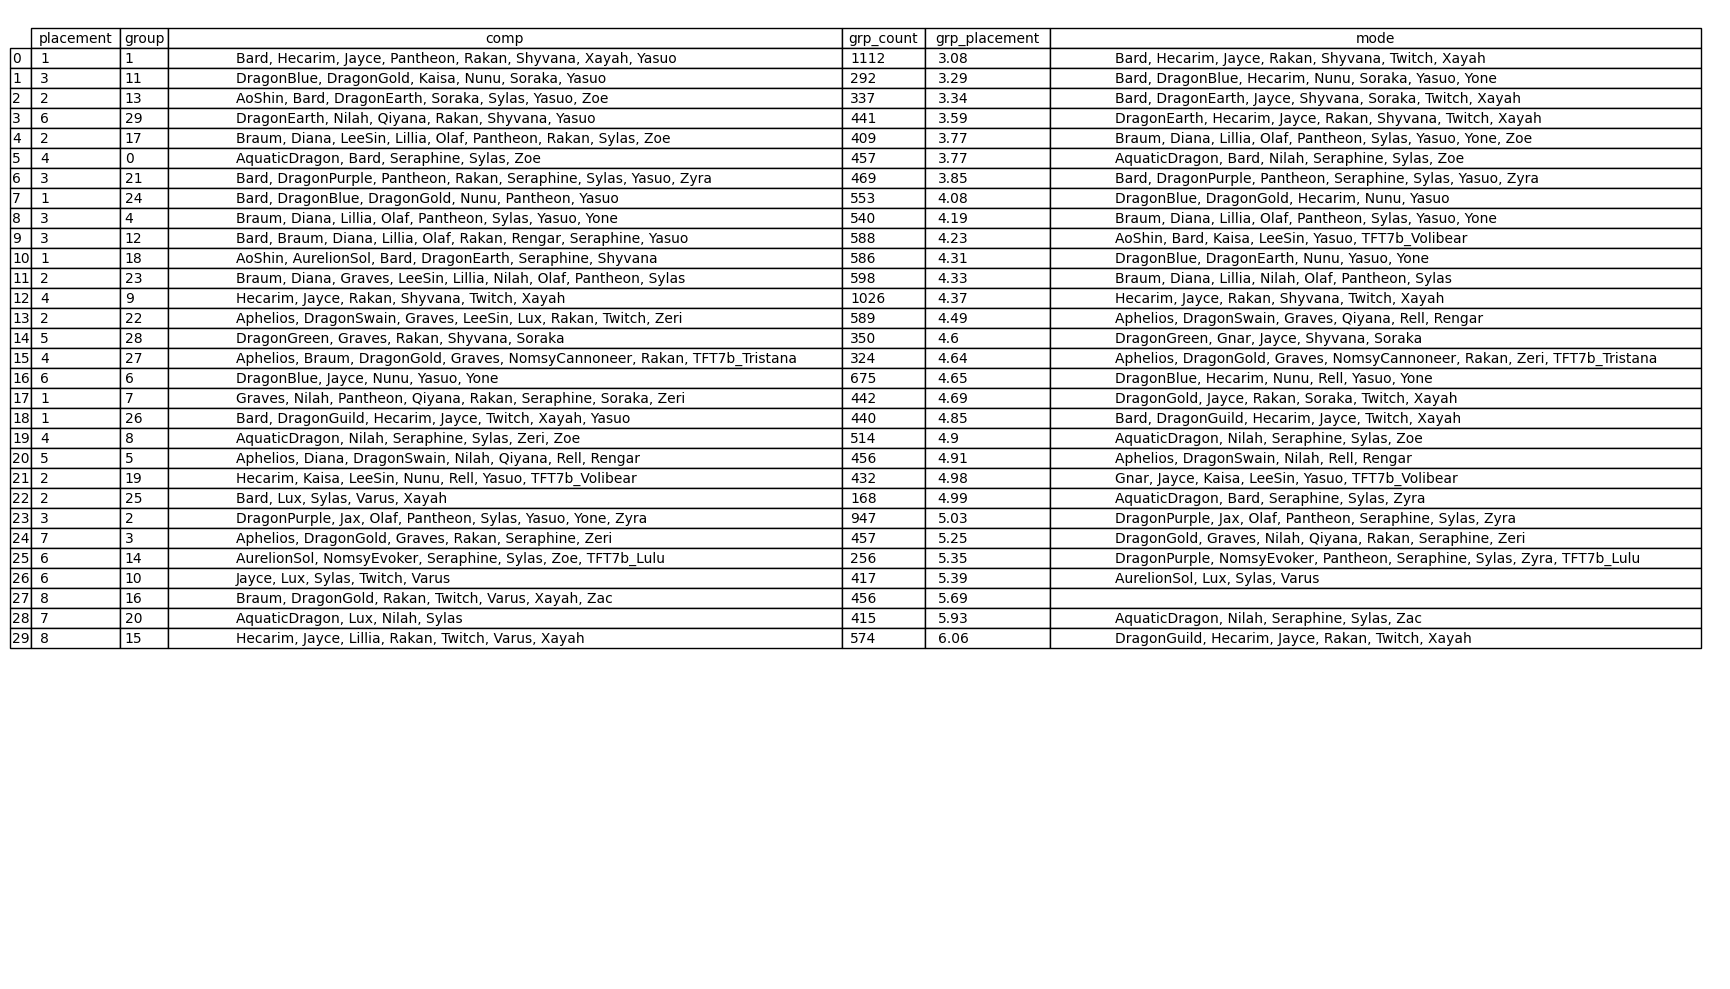 placement group comp grp_count grp_placement mode
0 1 1 Bard, Hecarim, Jayce, Pantheon, Rakan, Shyvana, Xayah, Yasuo 1112 3.08 Bard, Hecarim, Jayce, Rakan, Shyvana, Twitch, Xayah
1 3 11 DragonBlue, DragonGold, Kaisa, Nunu, Soraka, Yasuo 292 3.29 Bard, DragonBlue, Hecarim, Nunu, Soraka, Yasuo, Yone
2 2 13 AoShin, Bard, DragonEarth, Soraka, Sylas, Yasuo, Zoe 337 3.34 Bard, DragonEarth, Jayce, Shyvana, Soraka, Twitch, Xayah
3 6 29 DragonEarth, Nilah, Qiyana, Rakan, Shyvana, Yasuo 441 3.59 DragonEarth, Hecarim, Jayce, Rakan, Shyvana, Twitch, Xayah
4 2 17 Braum, Diana, LeeSin, Lillia, Olaf, Pantheon, Rakan, Sylas, Zoe 409 3.77 Braum, Diana, Lillia, Olaf, Pantheon, Sylas, Yasuo, Yone, Zoe
5 4 0 AquaticDragon, Bard, Seraphine, Sylas, Zoe 457 3.77 AquaticDragon, Bard, Nilah, Seraphine, Sylas, Zoe
6 3 21 Bard, DragonPurple, Pantheon, Rakan, Seraphine, Sylas, Yasuo, Zyra 469 3.85 Bard, DragonPurple, Pantheon, Seraphine, Sylas, Yasuo, Zyra
7 1 24 Bard, DragonBlue, DragonGold, Nunu, Pantheon, Yasuo 553 4.08 DragonBlue, DragonGold, Hecarim, Nunu, Yasuo
8 3 4 Braum, Diana, Lillia, Olaf, Pantheon, Sylas, Yasuo, Yone 540 4.19 Braum, Diana, Lillia, Olaf, Pantheon, Sylas, Yasuo, Yone
9 3 12 Bard, Braum, Diana, Lillia, Olaf, Rakan, Rengar, Seraphine, Yasuo 588 4.23 AoShin, Bard, Kaisa, LeeSin, Yasuo, TFT7b_Volibear
10 1 18 AoShin, AurelionSol, Bard, DragonEarth, Seraphine, Shyvana 586 4.31 DragonBlue, DragonEarth, Nunu, Yasuo, Yone
11 2 23 Braum, Diana, Graves, LeeSin, Lillia, Nilah, Olaf, Pantheon, Sylas 598 4.33 Braum, Diana, Lillia, Nilah, Olaf, Pantheon, Sylas
12 4 9 Hecarim, Jayce, Rakan, Shyvana, Twitch, Xayah 1026 4.37 Hecarim, Jayce, Rakan, Shyvana, Twitch, Xayah
13 2 22 Aphelios, DragonSwain, Graves, LeeSin, Lux, Rakan, Twitch, Zeri 589 4.49 Aphelios, DragonSwain, Graves, Qiyana, Rell, Rengar
14 5 28 DragonGreen, Graves, Rakan, Shyvana, Soraka 350 4.6 DragonGreen, Gnar, Jayce, Shyvana, Soraka
15 4 27 Aphelios, Braum, DragonGold, Graves, NomsyCannoneer, Rakan, TFT7b_Tristana 324 4.64 Aphelios, DragonGold, Graves, NomsyCannoneer, Rakan, Zeri, TFT7b_Tristana
16 6 6 DragonBlue, Jayce, Nunu, Yasuo, Yone 675 4.65 DragonBlue, Hecarim, Nunu, Rell, Yasuo, Yone
17 1 7 Graves, Nilah, Pantheon, Qiyana, Rakan, Seraphine, Soraka, Zeri 442 4.69 DragonGold, Jayce, Rakan, Soraka, Twitch, Xayah
18 1 26 Bard, DragonGuild, Hecarim, Jayce, Twitch, Xayah, Yasuo 440 4.85 Bard, DragonGuild, Hecarim, Jayce, Twitch, Xayah
19 4 8 AquaticDragon, Nilah, Seraphine, Sylas, Zeri, Zoe 514 4.9 AquaticDragon, Nilah, Seraphine, Sylas, Zoe
20 5 5 Aphelios, Diana, DragonSwain, Nilah, Qiyana, Rell, Rengar 456 4.91 Aphelios, DragonSwain, Nilah, Rell, Rengar
21 2 19 Hecarim, Kaisa, LeeSin, Nunu, Rell, Yasuo, TFT7b_Volibear 432 4.98 Gnar, Jayce, Kaisa, LeeSin, Yasuo, TFT7b_Volibear
22 2 25 Bard, Lux, Sylas, Varus, Xayah 168 4.99 AquaticDragon, Bard, Seraphine, Sylas, Zyra
23 3 2 DragonPurple, Jax, Olaf, Pantheon, Sylas, Yasuo, Yone, Zyra 947 5.03 DragonPurple, Jax, Olaf, Pantheon, Seraphine, Sylas, Zyra
24 7 3 Aphelios, DragonGold, Graves, Rakan, Seraphine, Zeri 457 5.25 DragonGold, Graves, Nilah, Qiyana, Rakan, Seraphine, Zeri
25 6 14 AurelionSol, NomsyEvoker, Seraphine, Sylas, Zoe, TFT7b_Lulu 256 5.35 DragonPurple, NomsyEvoker, Pantheon, Seraphine, Sylas, Zyra, TFT7b_Lulu
26 6 10 Jayce, Lux, Sylas, Twitch, Varus 417 5.39 AurelionSol, Lux, Sylas, Varus
27 8 16 Braum, DragonGold, Rakan, Twitch, Varus, Xayah, Zac 456 5.69
28 7 20 AquaticDragon, Lux, Nilah, Sylas 415 5.93 AquaticDragon, Nilah, Seraphine, Sylas, Zac
29 8 15 Hecarim, Jayce, Lillia, Rakan, Twitch, Varus, Xayah 574 6.06 DragonGuild, Hecarim, Jayce, Rakan, Twitch, Xayah